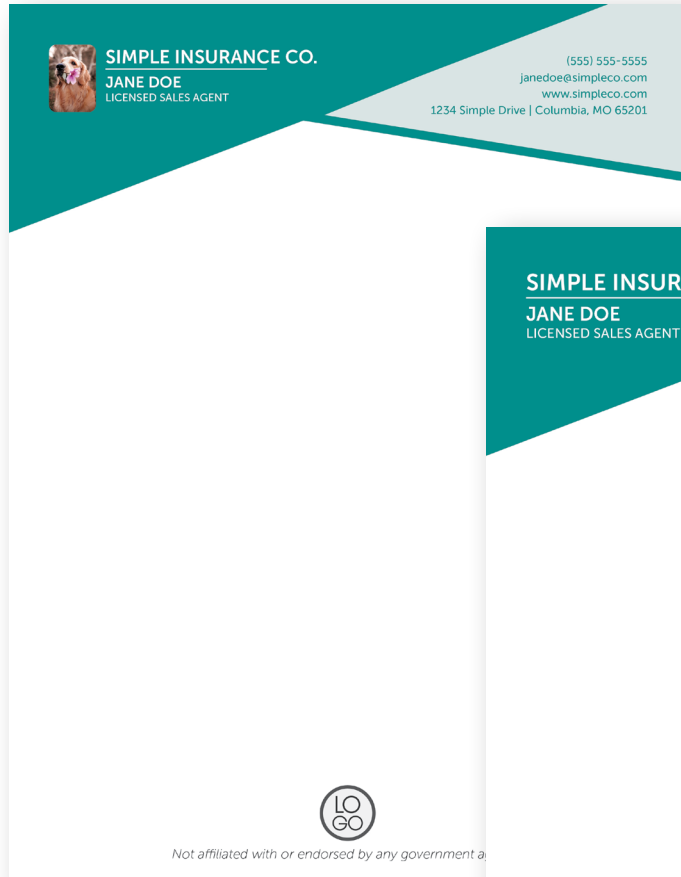 SIMPLE INSURANCE CO.
JANE DOE
LICENSED SALES AGENT
(555) 555-5555
janedoe@simpleco.com
www.simpleco.com
1234 Simple Drive | Columbia, MO 65201
SIMPLE INSUR
JANE DOE
LICENSED SALES AGENT
LO
GO
Not affiliated with or endorsed by any government a